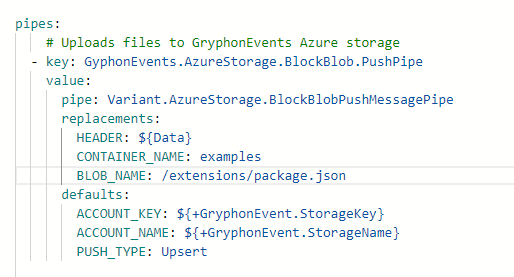 pipes:
# Uploads files to GryphonEvents Azure storage
- key: GyphonEvents.AzureStorage.BlockBlob.PushPipe
value:
pipe: Variant.AzureStorage.BlockBlobPushMessagePipe
replacements:
HEADER: ${Data}
CONTAINER_NAME: examples
BLOB_NAME: /extensions/package.json
defaults:
ACCOUNT_KEY: ${+GryphonEvent.StorageKey}
ACCOUNT_NAME: ${+GryphonEvent.StorageName}
PUSH_TYPE: Upsert